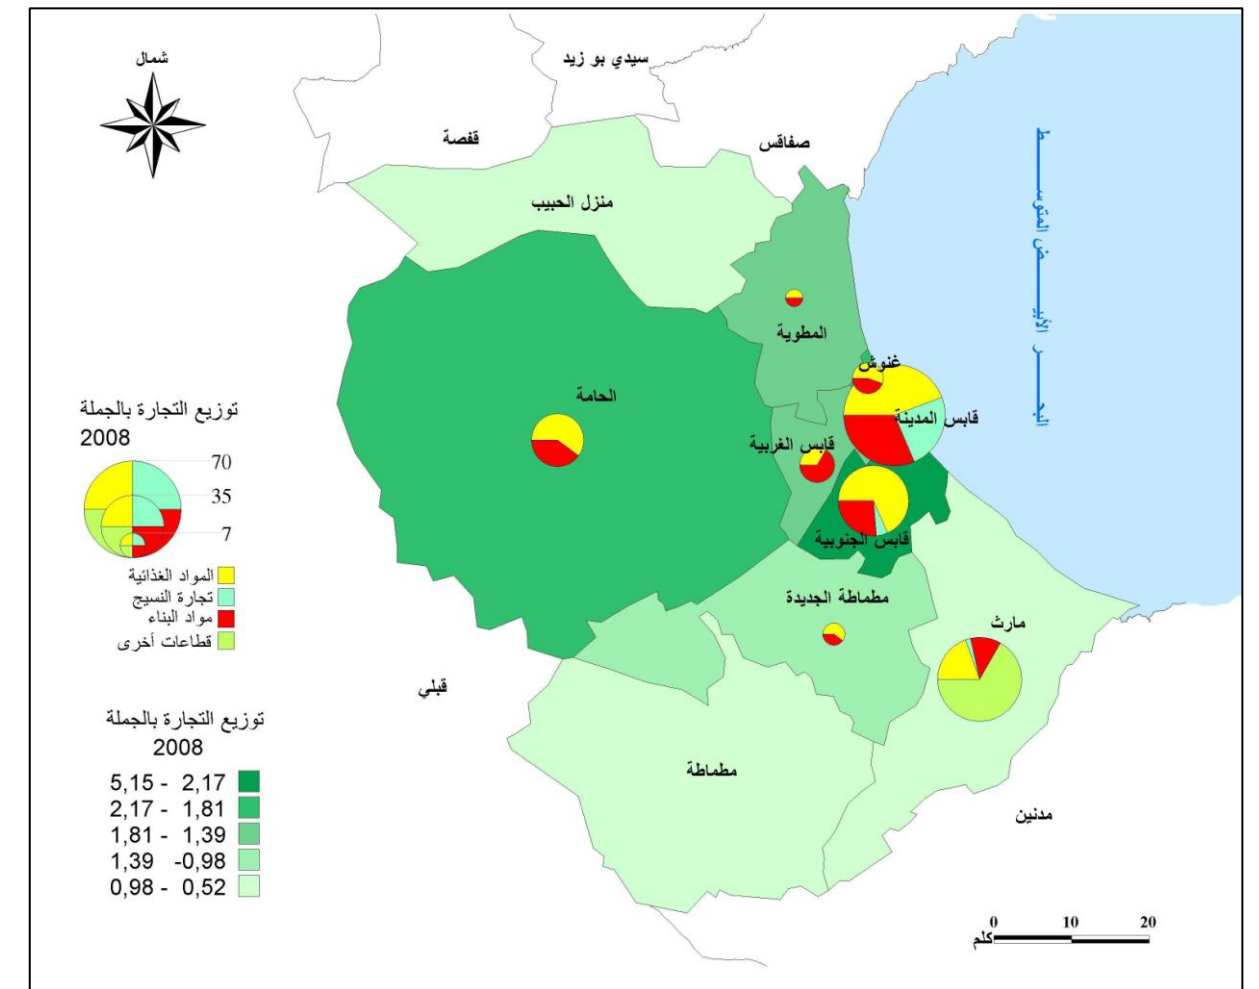 شمال
سيدي بو زيد
قفصة
صفاقس
منزل الحبيب
البحـــر الأبيـــض المتوســـط
المطوية
غنوش
الحامة
قابس المدينة
قابس الغربية
قابس الجنوبية
مطماطة الجديدة
مارث
قبلي
مطماطة
مدنين
توزيع التجارة بالجملة
2008
70
35
7
المواد الغذائية
تجارة النسيج
مواد البناء
قطاعات أخرى
توزيع التجارة بالجملة
2008
5,15 - 2,17
2,17 - 1,81
1,81 - 1,39
1,39 -0,98
0,98 - 0,52
0 10 20
كلم